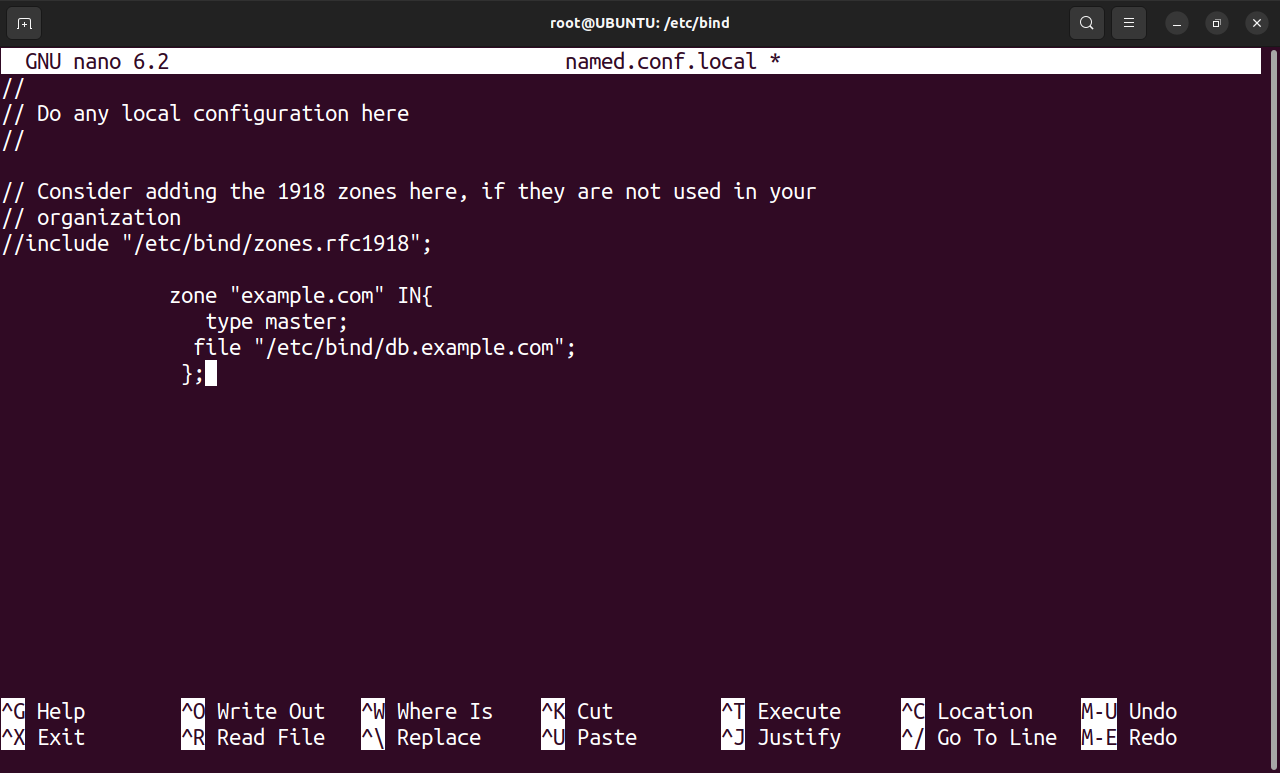 root@UBUNTU: /etc/bind
GNU nano 6.2 named.conf.local *
//
// Do any local configuration here
//
// Consider adding the 1918 zones here, if they are not used in your
// organization
//include "/etc/bind/zones.rfc1918";
zone "example.com" IN{
type master;
file "/etc/bind/db.example.com";
};
^G Help ^O Write Out ^W Where Is ^K Cut ^T Execute ^C Location M-U Undo
^X Exit ^R Read File ^\ Replace ^U Paste ^J Justify ^/ Go To Line M-E Redo